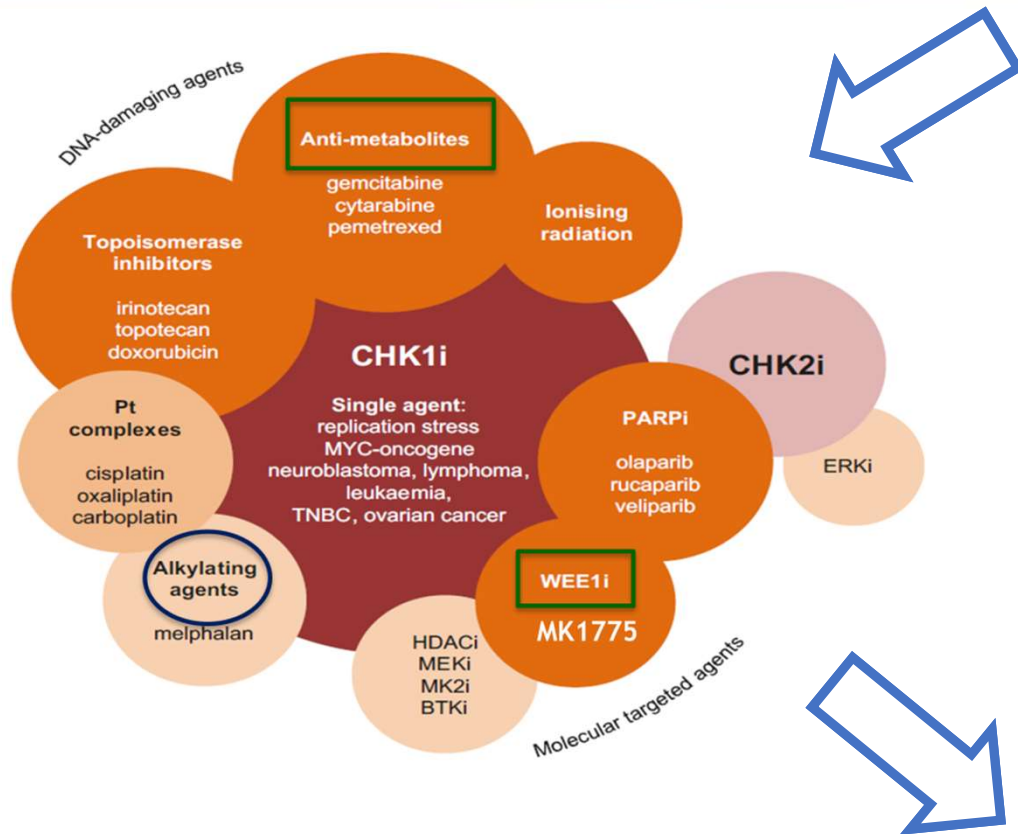 DNA-damaging agents
Anti-metabolites
gemcitabine
cytarabine
pemetrexed
Ionising
radiation
Topoisomerase
inhibitors
irinotecan
topotecan
doxorubicin
CHK1i
Single agent:
replication stress
MYC-oncogene
neuroblastoma, lymphoma,
leukaemia,
TNBC, ovarian cancer
CHK2i
PARPi
olaparib
rucaparib
veliparib
ERKi
Pt
complexes
cisplatin
oxaliplatin
carboplatin
Alkylating
agents
melphalan
WEE1i
MK1775
HDACi
MEKi
MK2i
BTKi
Molecular targeted agents